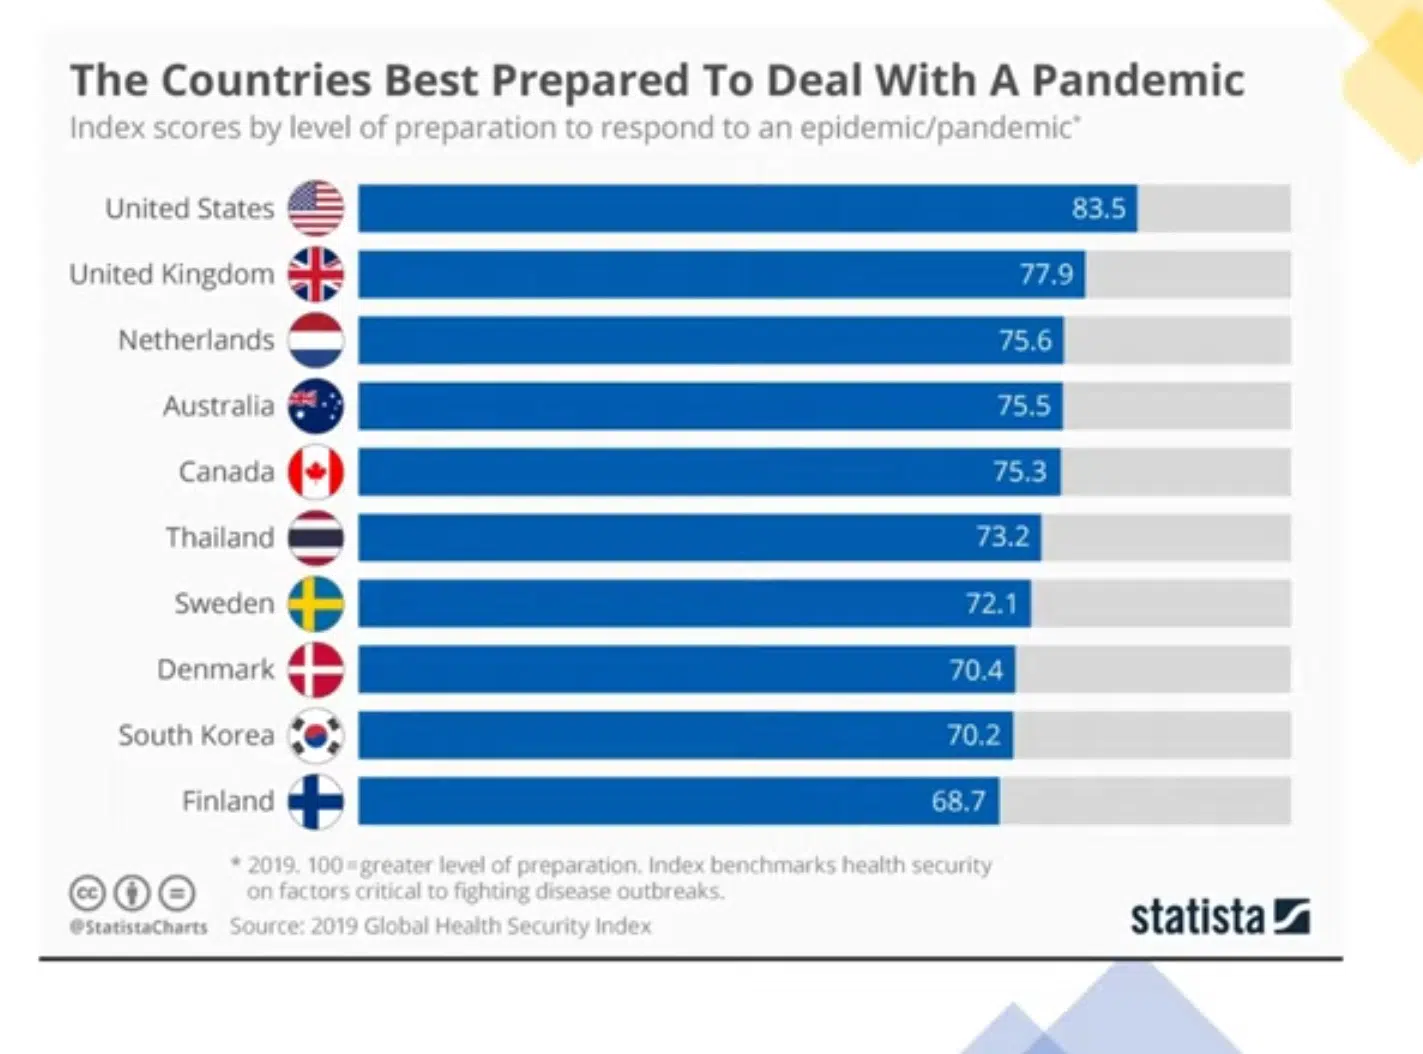 The Countries Best Prepared To Deal With A Pandemic
Index scores by level of preparation to respond to an epidemic/pandemic*
United States 83.5
United Kingdom 77.9
Netherlands 75.6
Australia 75.5
Canada 75.3
Thailand 73.2
Sweden 72.1
Denmark 70.4
South Korea 70.2
Finland 68.7
* 2019. 100=greater level of preparation. Index benchmarks health security
on factors critical to fighting disease outbreaks.
cc
@StatistaCharts Source: 2019 Global Health Security Index
statista